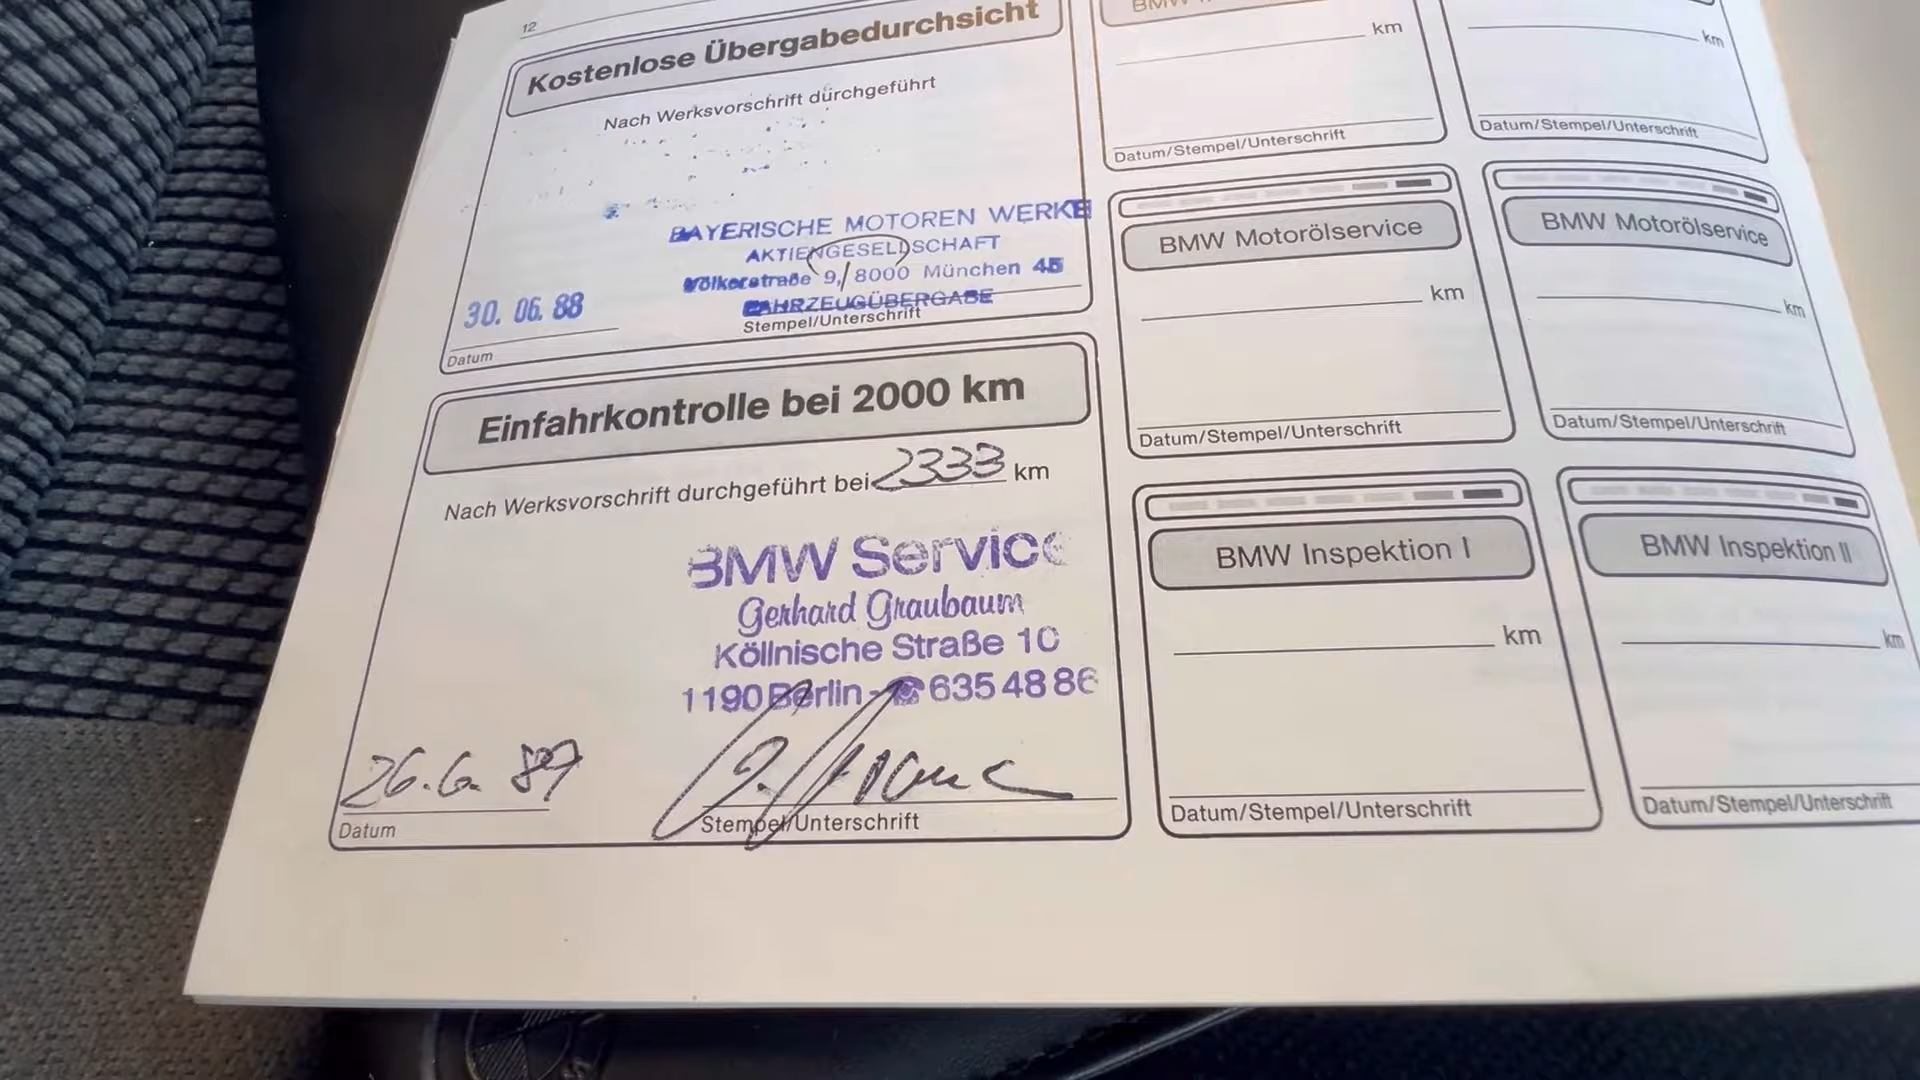 12
Kostenlose Übergabedurchsicht
Nach Werksvorschrift durchgeführt
BAYERISCHE MOTOREN WERKE
AKTIENGESELLSCHAFT
Völkerstraße 9, 8000 München 45
FAHRZEUGÜBERGABE
30. 06. 88
Datum
Stempel/Unterschrift
Einfahrkontrolle bei 2000 km
Nach Werksvorschrift durchgeführt bei 2333 km
BMW Service
Gerhard Graubaum
Köllnische Straße 10
1190 Berlin - ☎ 635 48 86
26.6. 89
Datum
Stempel/Unterschrift
BMW
km
Datum/Stempel/Unterschrift
km
Datum/Stempel/Unterschrift
BMW Motorölservice
km
Datum/Stempel/Unterschrift
BMW Motorölservice
km
Datum/Stempel/Unterschrift
BMW Inspektion I
km
Datum/Stempel/Unterschrift
BMW Inspektion II
km
Datum/Stempel/Unterschrift